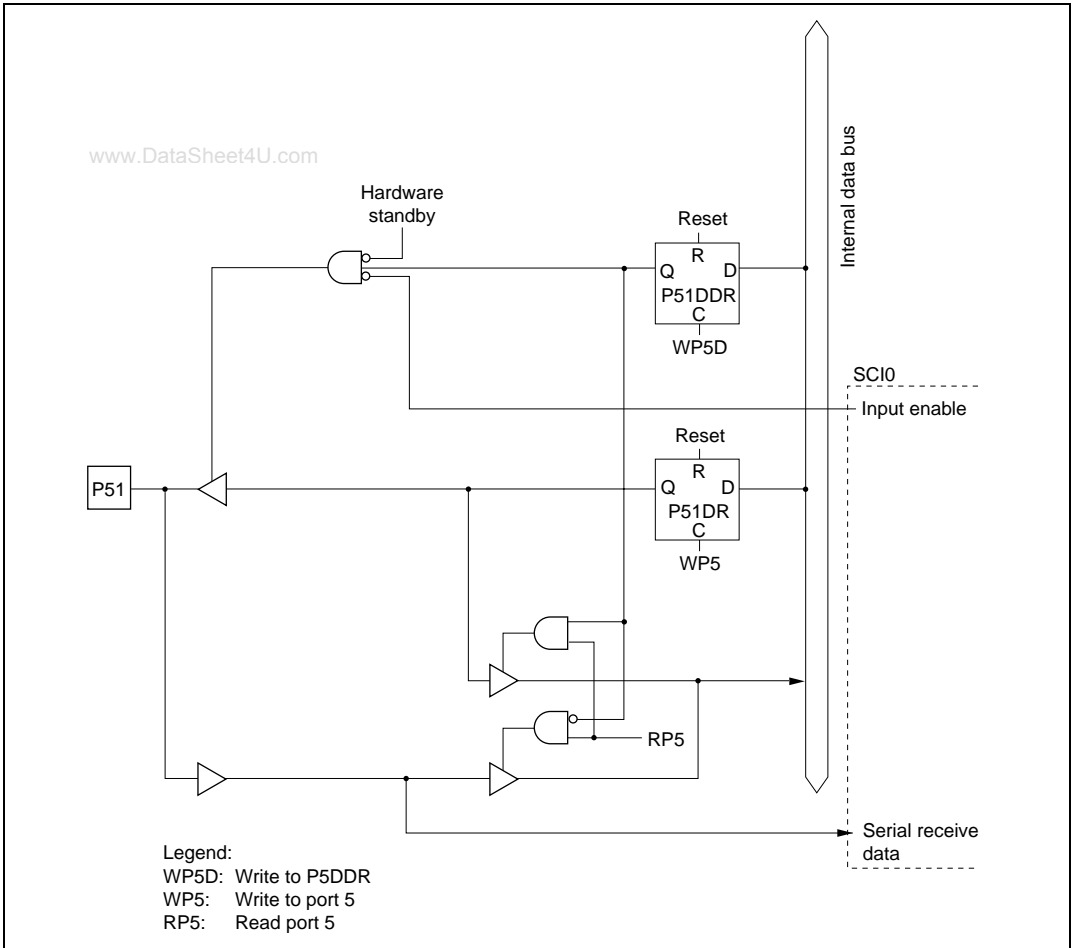 www.DataSheet4U.com
Hardware
standby
Reset
R
Q D
P51DDR
C
WP5D
Internal data bus
SCI0
Input enable
Reset
R
P51
Q D
P51DR
C
WP5
RP5
Serial receive
data
Legend:
WP5D: Write to P5DDR
WP5: Write to port 5
RP5: Read port 5